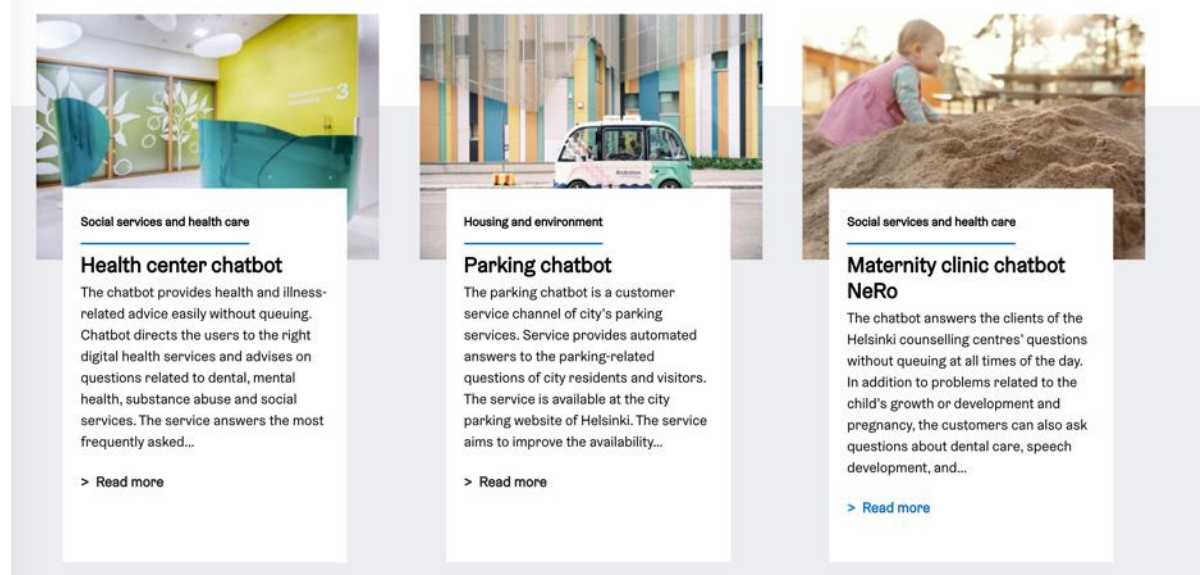 3
Social services and health care
Health center chatbot
The chatbot provides health and illness-
related advice easily without queuing.
Chatbot directs the users to the right
digital health services and advises on
questions related to dental, mental
health, substance abuse and social
services. The service answers the most
frequently asked...
> Read more
Housing and environment
Parking chatbot
The parking chatbot is a customer
service channel of city's parking
services. Service provides automated
answers to the parking-related
questions of city residents and visitors.
The service is available at the city
parking website of Helsinki. The service
aims to improve the availability...
> Read more
Social services and health care
Maternity clinic chatbot
NeRo
The chatbot answers the clients of the
Helsinki counselling centres' questions
without queuing at all times of the day.
In addition to problems related to the
child's growth or development and
pregnancy, the customers can also ask
questions about dental care, speech
development, and...
> Read more